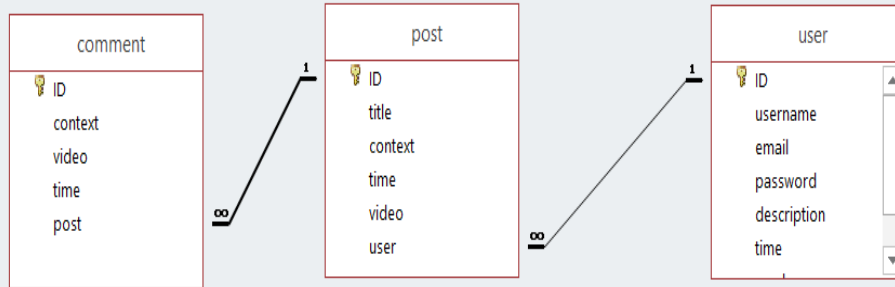 comment
ID
context
video
time
post
∞
1
post
ID
title
context
time
video
user
∞
1
user
ID
username
email
password
description
time